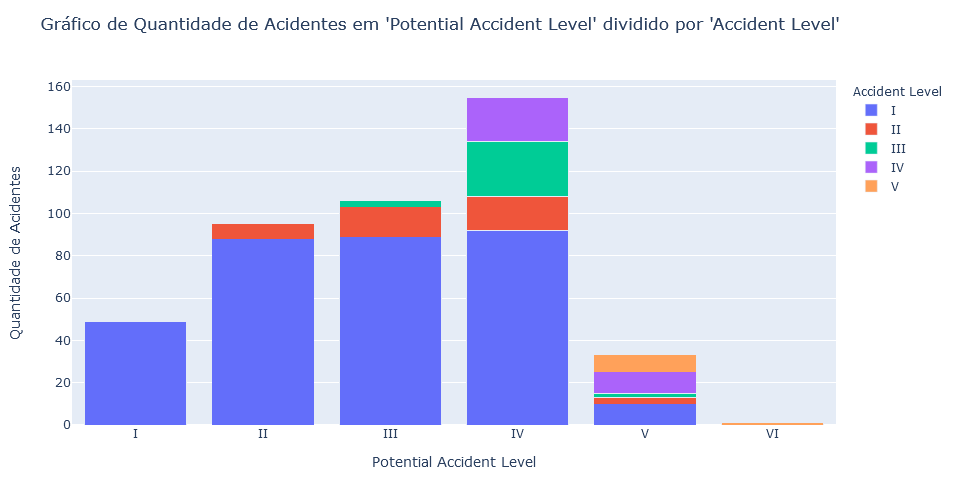 Gráfico de Quantidade de Acidentes em 'Potential Accident Level' dividido por 'Accident Level'
Quantidade de Acidentes
160
140
120
100
80
60
40
20
0
I
II
III
IV
V
VI
Potential Accident Level
Accident Level
I
II
III
IV
V